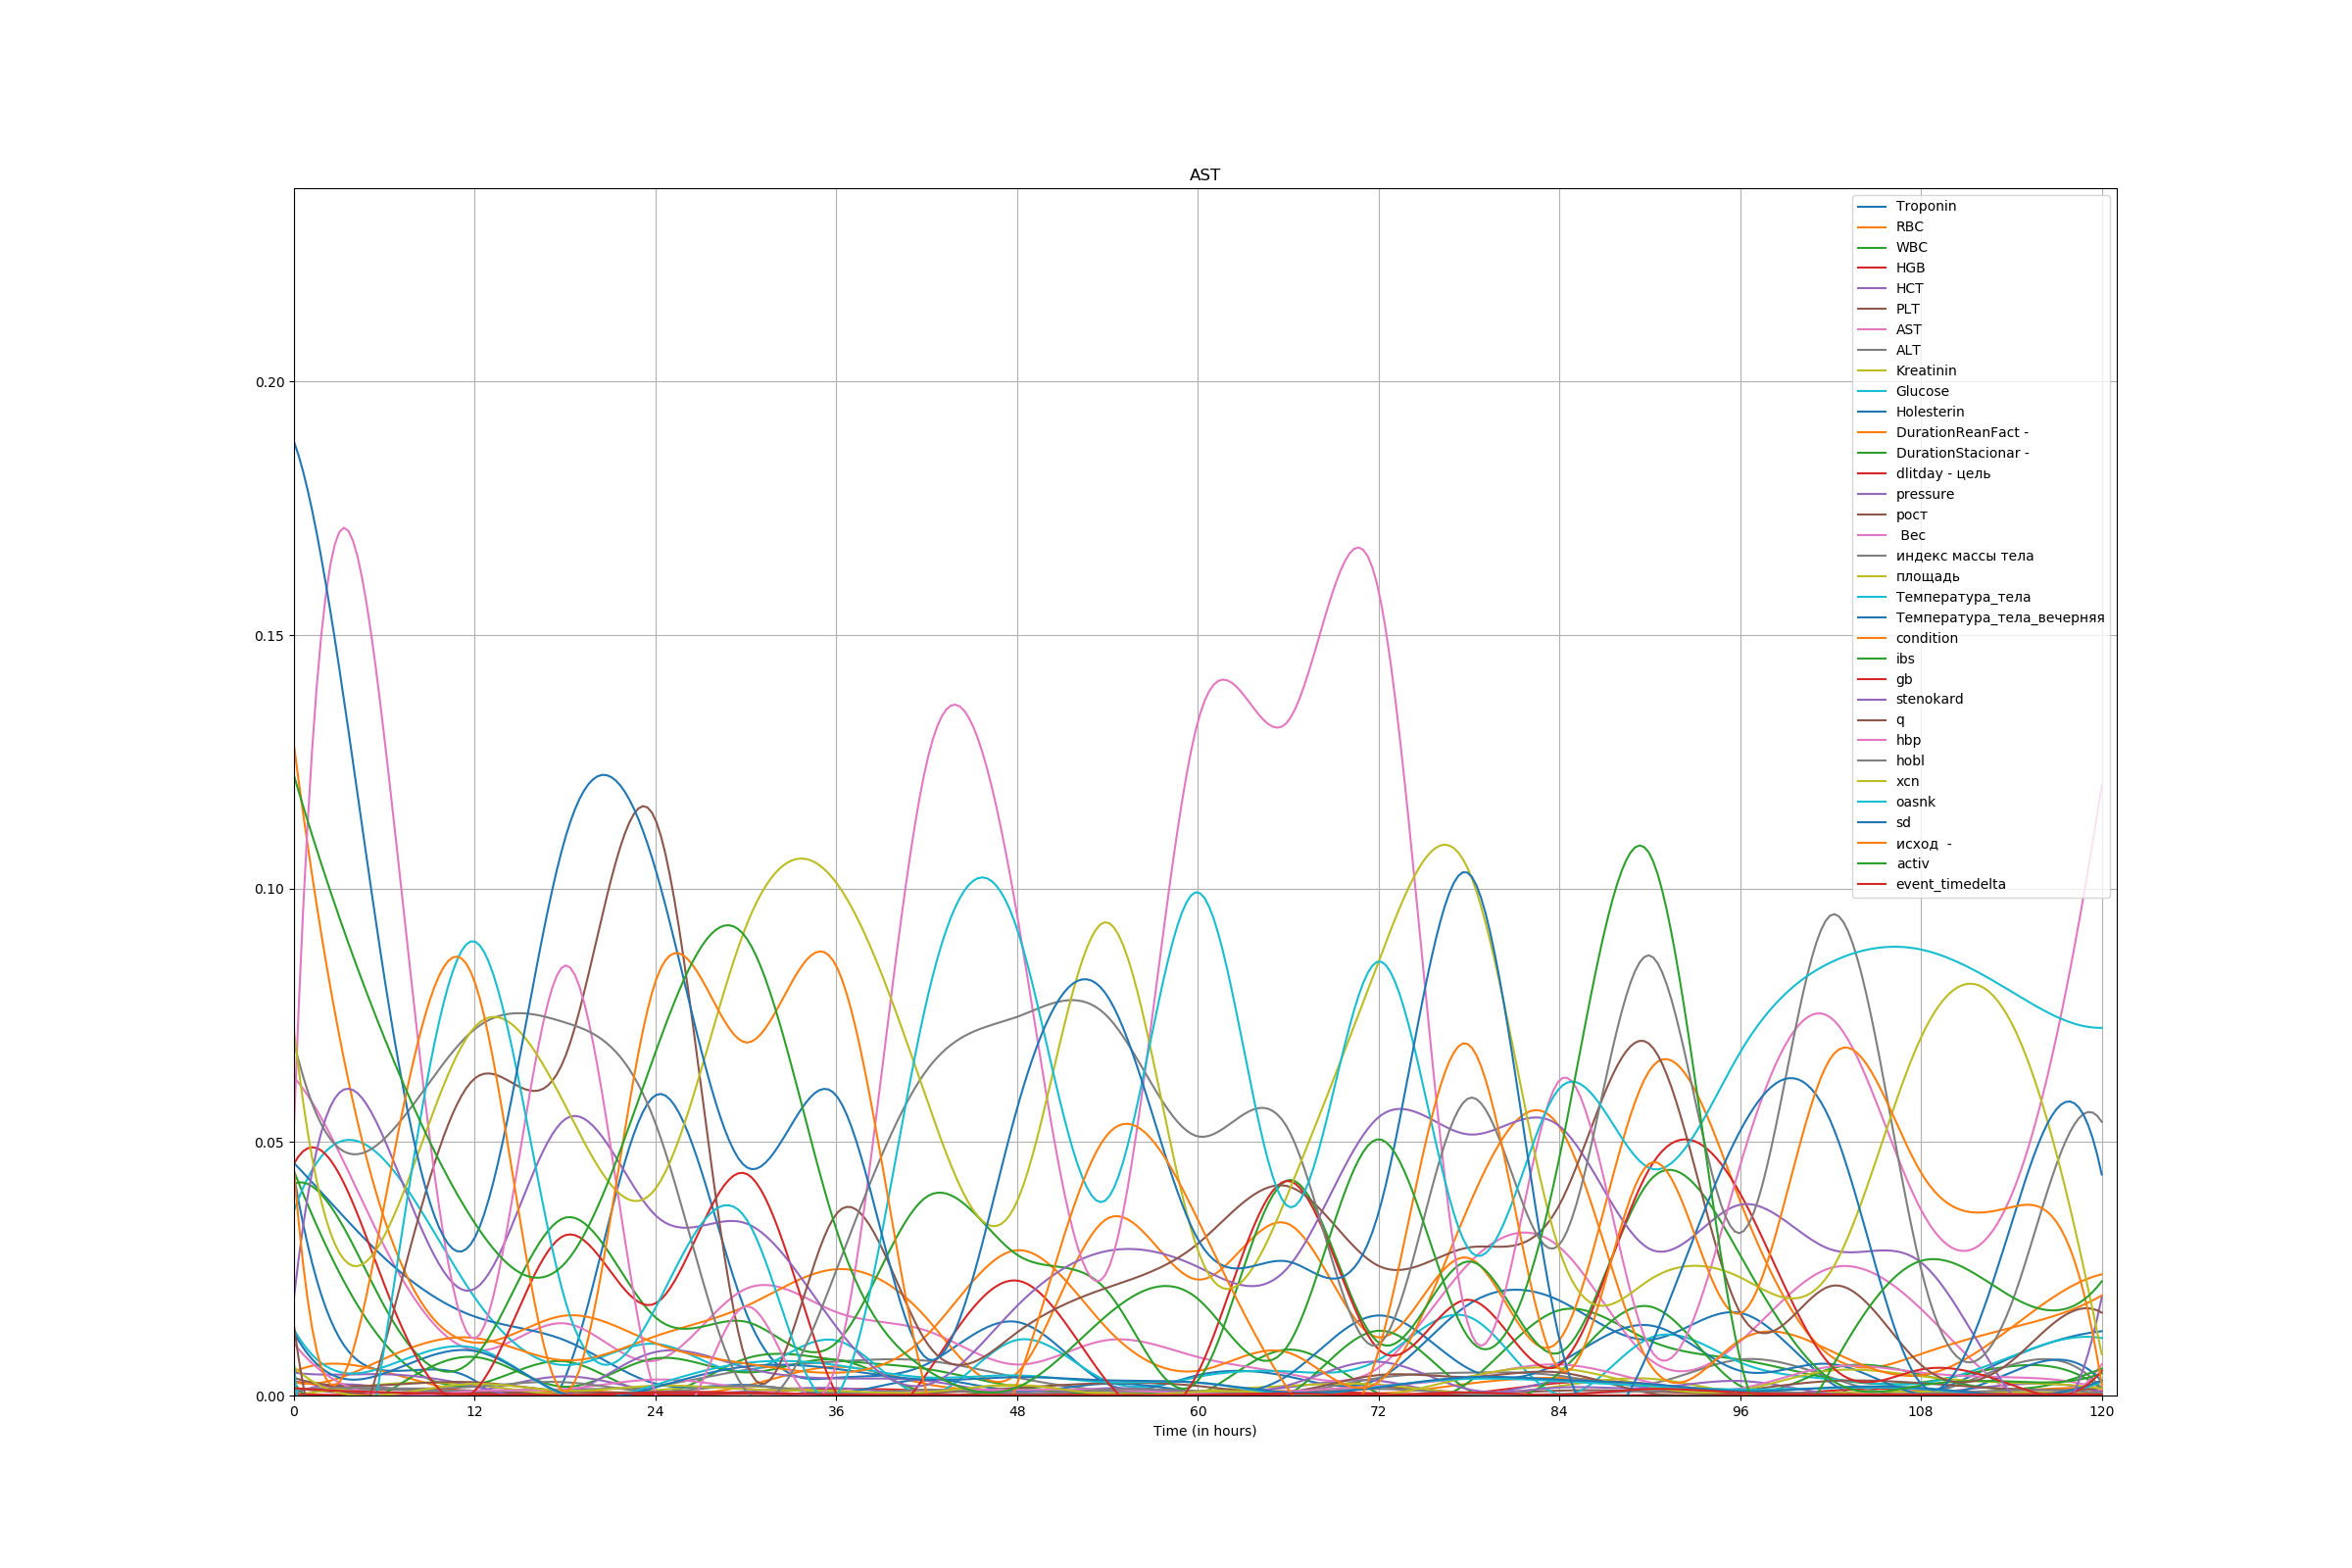 AST
0.20
0.15
0.10
0.05
0.00
0 12 24 36 48 60 72 84 96 108 120
Time (in hours)
Troponin
RBC
WBC
HGB
HCT
PLT
AST
ALT
Kreatinin
Glucose
Holesterin
DurationReanFact -
DurationStacionar -
dlitday - цель
pressure
рост
Вес
индекс массы тела
площадь
Температура_тела
Температура_тела_вечерняя
condition
ibs
gb
stenokard
q
hbp
hobl
xcn
oasnk
sd
исход  -
activ
event_timedelta